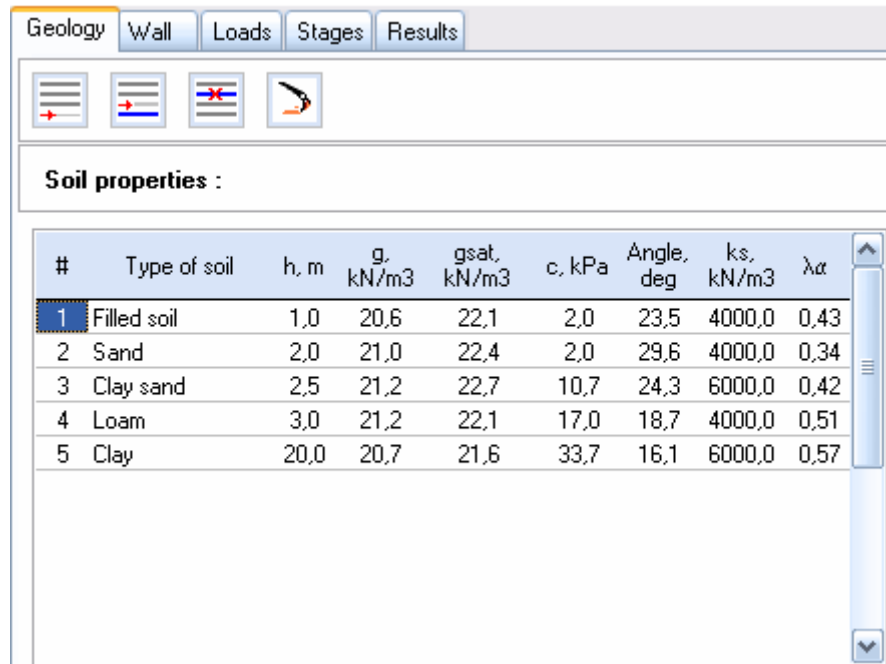 Geology Wall Loads Stages Results
Soil properties :
# Type of soil h, m g, kN/m3 gsat, kN/m3 c, kPa Angle, deg ks, kN/m3 λα
1 Filled soil 1,0 20,6 22,1 2,0 23,5 4000,0 0,43
2 Sand 2,0 21,0 22,4 2,0 29,6 4000,0 0,34
3 Clay sand 2,5 21,2 22,7 10,7 24,3 6000,0 0,42
4 Loam 3,0 21,2 22,1 17,0 18,7 4000,0 0,51
5 Clay 20,0 20,7 21,6 33,7 16,1 6000,0 0,57